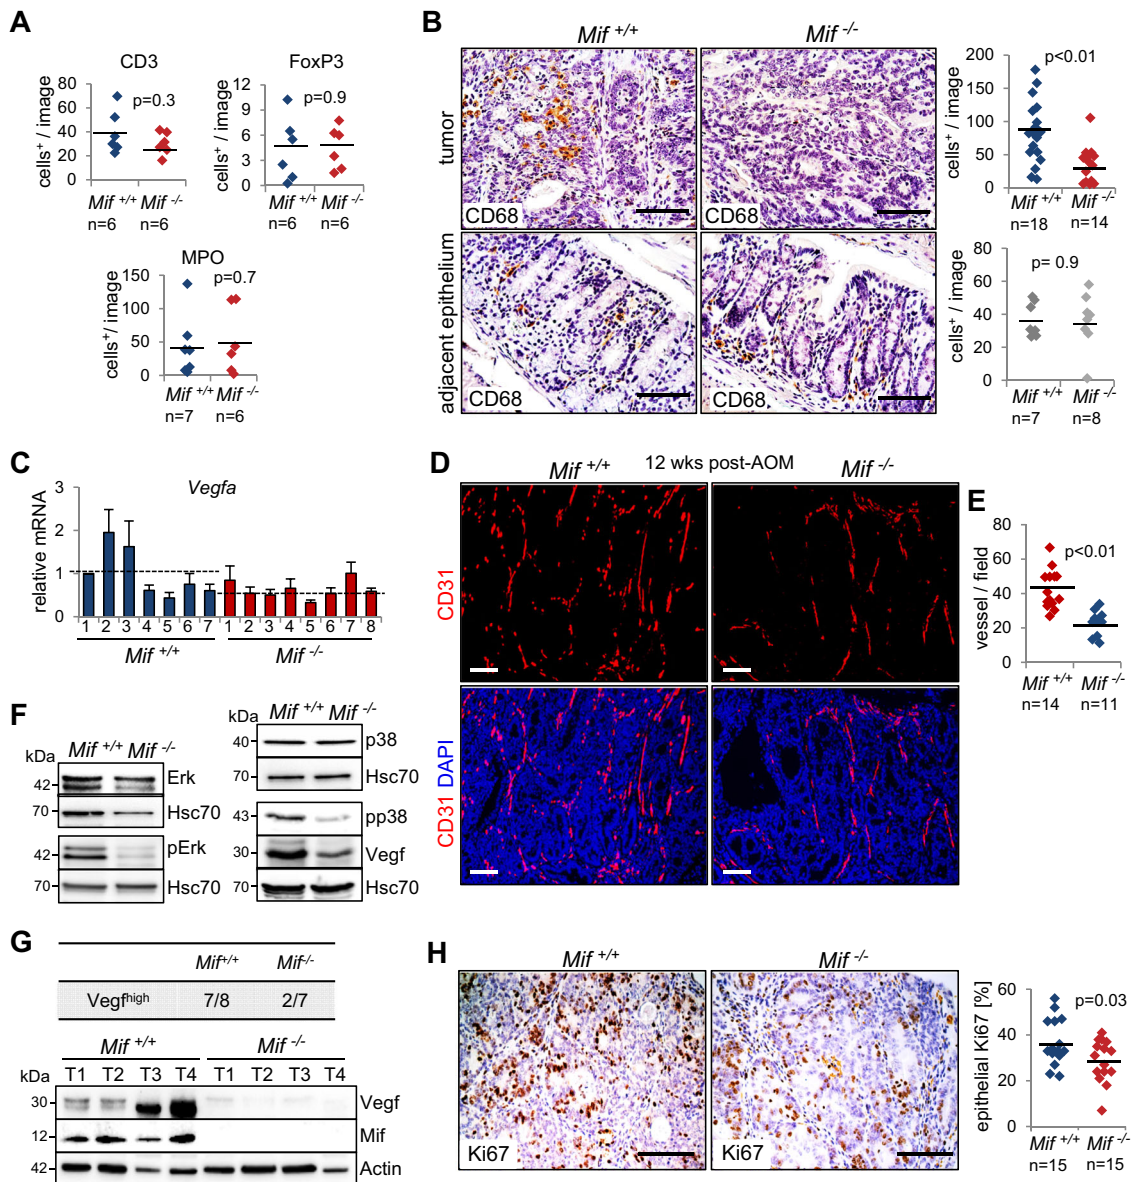 A
CD3
cells+ / image
80
60
40
20
0
p=0.3
Mif +/+ Mif -/-
n=6 n=6
FoxP3
cells+ / image
12
9
6
3
0
p=0.9
Mif +/+ Mif -/-
n=6 n=6
MPO
cells+ / image
150
100
50
0
p=0.7
Mif +/+ Mif -/-
n=7 n=6
B
Mif +/+ Mif -/-
tumor
CD68 CD68
adjacent epithelium
CD68 CD68
cells+ / image
200
150
100
50
0
p<0.01
Mif +/+ Mif -/-
n=18 n=14
cells+ / image
80
60
40
20
0
p= 0.9
Mif +/+ Mif -/-
n=7 n=8
C
Vegfa
relative mRNA
3
2
1
0
1 2 3 4 5 6 7 1 2 3 4 5 6 7 8
Mif +/+ Mif -/-
D
Mif +/+ 12 wks post-AOM Mif -/-
CD31
CD31 DAPI
E
vessel / field
80
60
40
20
0
p<0.01
Mif +/+ Mif -/-
n=14 n=11
F
kDa Mif +/+ Mif -/-
42 Erk
70 Hsc70
42 pErk
70 Hsc70
kDa Mif +/+ Mif -/-
40 p38
70 Hsc70
43 pp38
30 Vegf
70 Hsc70
G
Mif+/+ Mif-/-
Vegfhigh 7/8 2/7
Mif +/+ Mif -/-
kDa T1 T2 T3 T4 T1 T2 T3 T4
30 Vegf
12 Mif
42 Actin
H
Mif +/+ Mif -/-
Ki67 Ki67
epithelial Ki67 [%]
60
40
20
0
p=0.03
Mif +/+ Mif -/-
n=15 n=15